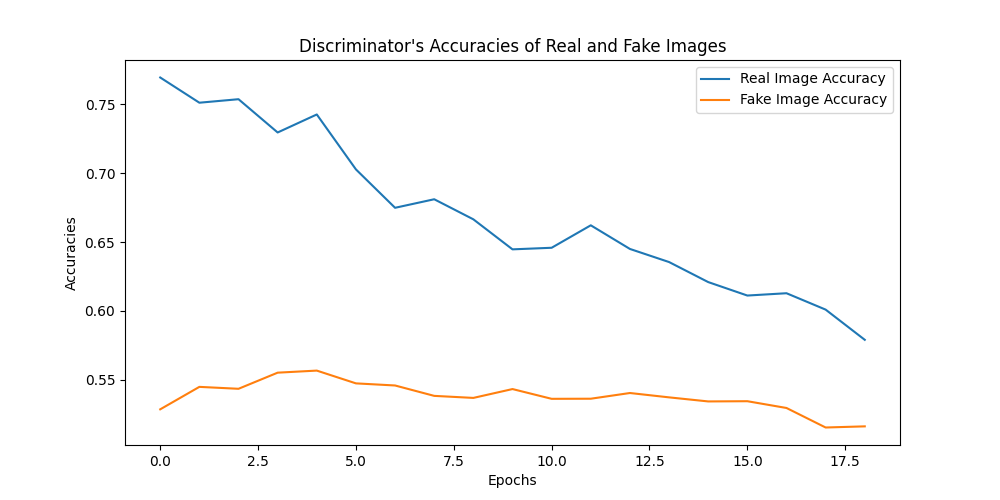 Discriminator's Accuracies of Real and Fake Images
Real Image Accuracy
Fake Image Accuracy
Accuracies
0.75
0.70
0.65
0.60
0.55
0.0 2.5 5.0 7.5 10.0 12.5 15.0 17.5
Epochs